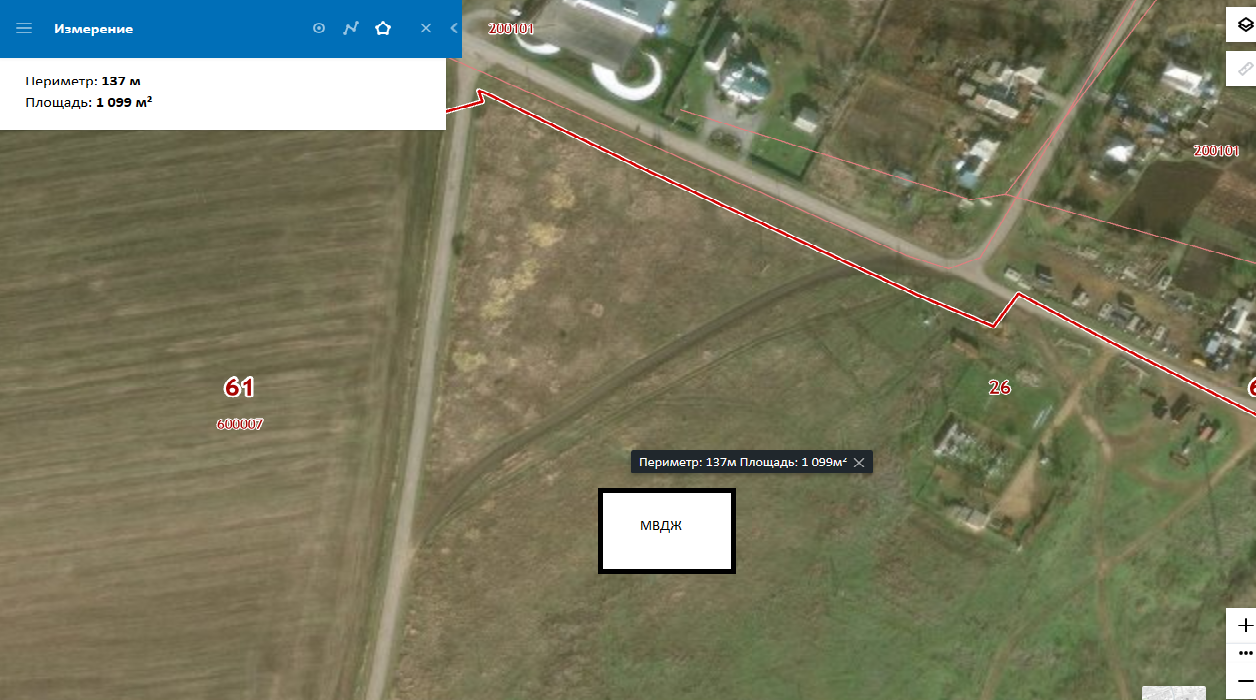 Измерение
Периметр: 137 м
Площадь: 1 099 м²
200101
200101
61
600007
26
Периметр: 137м Площадь: 1 099м²
МВДЖ